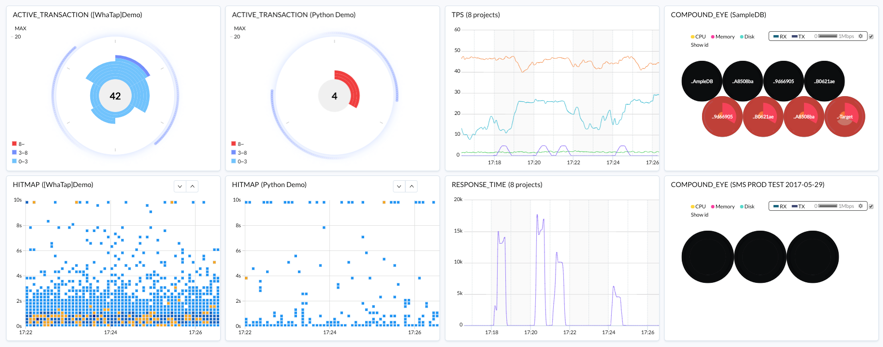 ACTIVE_TRANSACTION ([WhaTap]Demo)
MAX
20
42
8~
3~8
0~3
ACTIVE_TRANSACTION (Python Demo)
MAX
20
4
8~
3~8
0~3
TPS (8 projects)
60
50
40
30
20
10
0
17:18 17:20 17:22 17:24 17:26
COMPOUND_EYE (SampleDB)
CPU Memory Disk
RX TX 1Mbps
Show id
..AmpleDB ..A8508ba ..9666905 ..B0621ae
..9666905 ..B0621ae ..A8508ba ..target
HITMAP ([WhaTap]Demo)
10s
8s
6s
4s
2s
0s
17:22 17:24 17:26
HITMAP (Python Demo)
10s
8s
6s
4s
2s
0s
17:22 17:24 17:26
RESPONSE_TIME (8 projects)
20k
15k
10k
5k
0
17:18 17:20 17:22 17:24 17:26
COMPOUND_EYE (SMS PROD TEST 2017-05-29)
CPU Memory Disk
RX TX 1Mbps
Show id